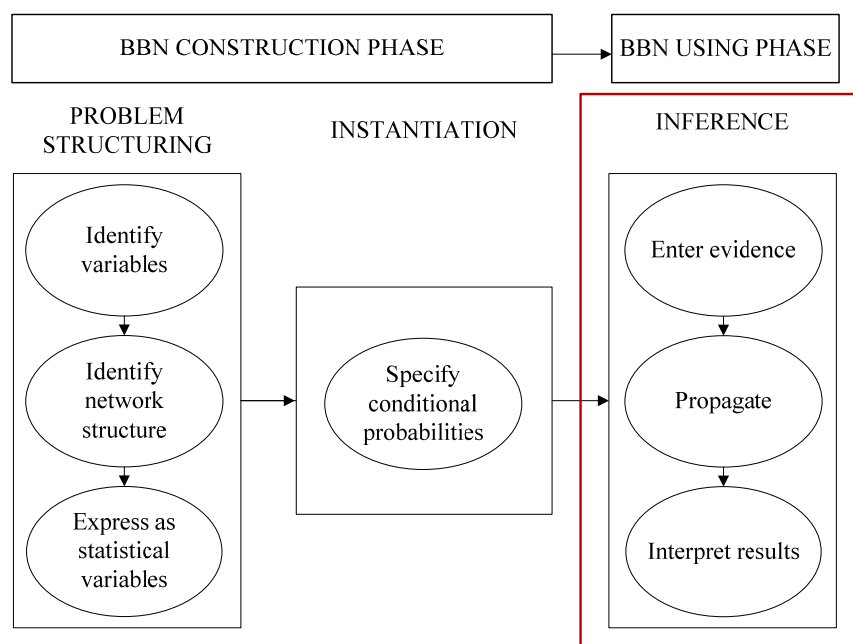 BBN CONSTRUCTION PHASE
BBN USING PHASE
PROBLEM
STRUCTURING
Identify
variables
Identify
network
structure
Express as
statistical
variables
INSTANTIATION
Specify
conditional
probabilities
INFERENCE
Enter evidence
Propagate
Interpret results